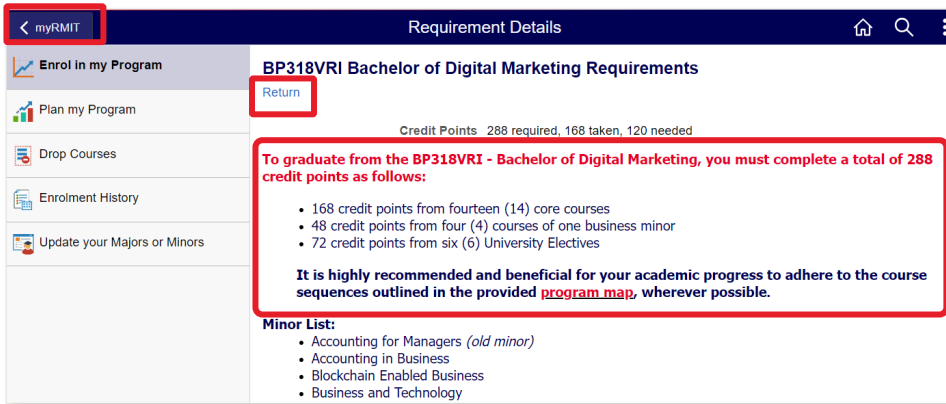 myRMIT
Requirement Details
Enrol in my Program
Plan my Program
Drop Courses
Enrolment History
Update your Majors or Minors
BP318VRI Bachelor of Digital Marketing Requirements
Return
Credit Points 288 required, 168 taken, 120 needed
To graduate from the BP318VRI - Bachelor of Digital Marketing, you must complete a total of 288
credit points as follows:
• 168 credit points from fourteen (14) core courses
• 48 credit points from four (4) courses of one business minor
• 72 credit points from six (6) University Electives
It is highly recommended and beneficial for your academic progress to adhere to the course
sequences outlined in the provided program map, wherever possible.
Minor List:
• Accounting for Managers (old minor)
• Accounting in Business
• Blockchain Enabled Business
• Business and Technology